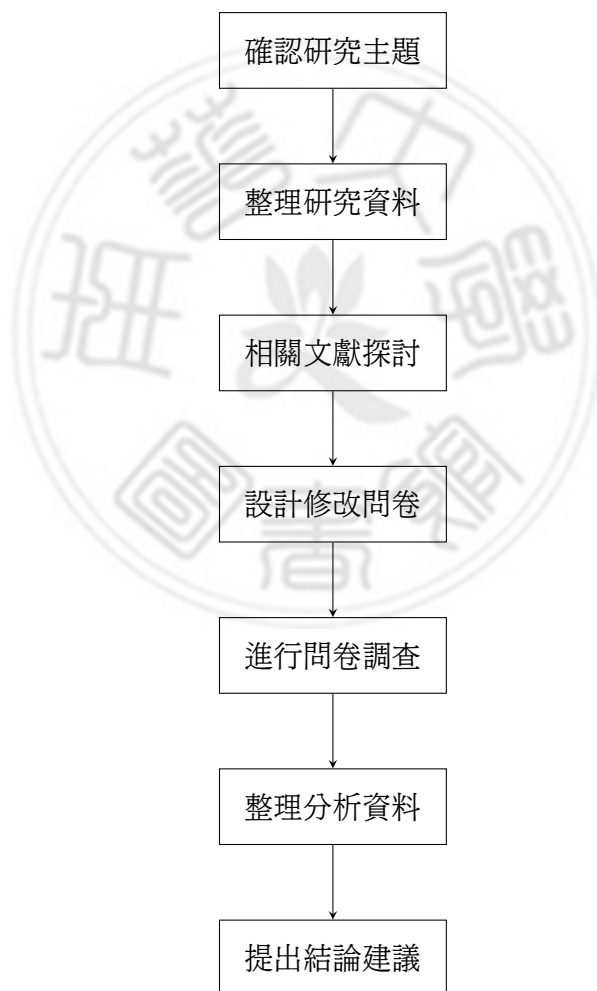 確認研究主題
整理研究資料
相關文獻探討
設計修改問卷
進行問卷調查
整理分析資料
提出結論建議